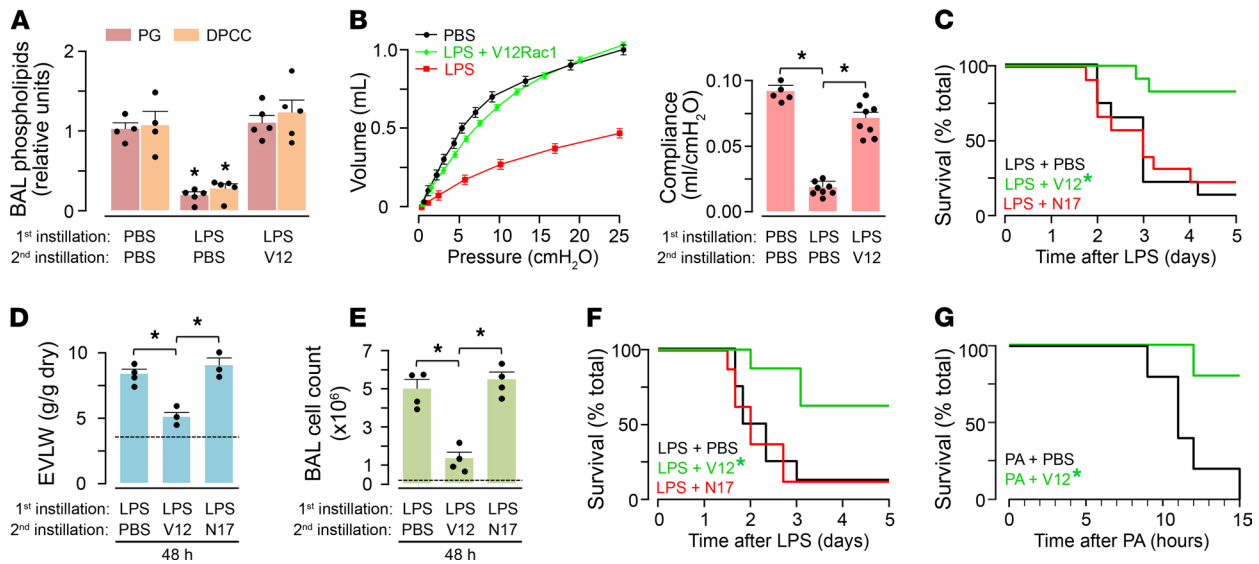 A
PG
DPCC
BAL phospholipids
(relative units)
2
1
0
*
*
1st instillation: PBS LPS LPS
2nd instillation: PBS PBS V12
B
PBS
LPS + V12Rac1
LPS
Volume (mL)
1.0
0.5
0
0 5 10 15 20 25
Pressure (cmH2O)
Compliance
(ml/cmH2O)
0.10
0.05
0.00
*
*
PBS LPS LPS
PBS PBS V12
C
Survival (% total)
100
50
0
LPS + PBS
LPS + V12*
LPS + N17
0 1 2 3 4 5
Time after LPS (days)
D
EVLW (g/g dry)
10
5
0
*
*
1st instillation: LPS LPS LPS
2nd instillation: PBS V12 N17
48 h
E
BAL cell count
(x10⁶)
7
5
3
1
0
*
*
1st instillation: LPS LPS LPS
2nd instillation: PBS V12 N17
48 h
F
Survival (% total)
100
50
0
LPS + PBS
LPS + V12*
LPS + N17
0 1 2 3 4 5
Time after LPS (days)
G
Survival (% total)
100
50
0
PA + PBS
PA + V12*
0 5 10 15
Time after PA (hours)